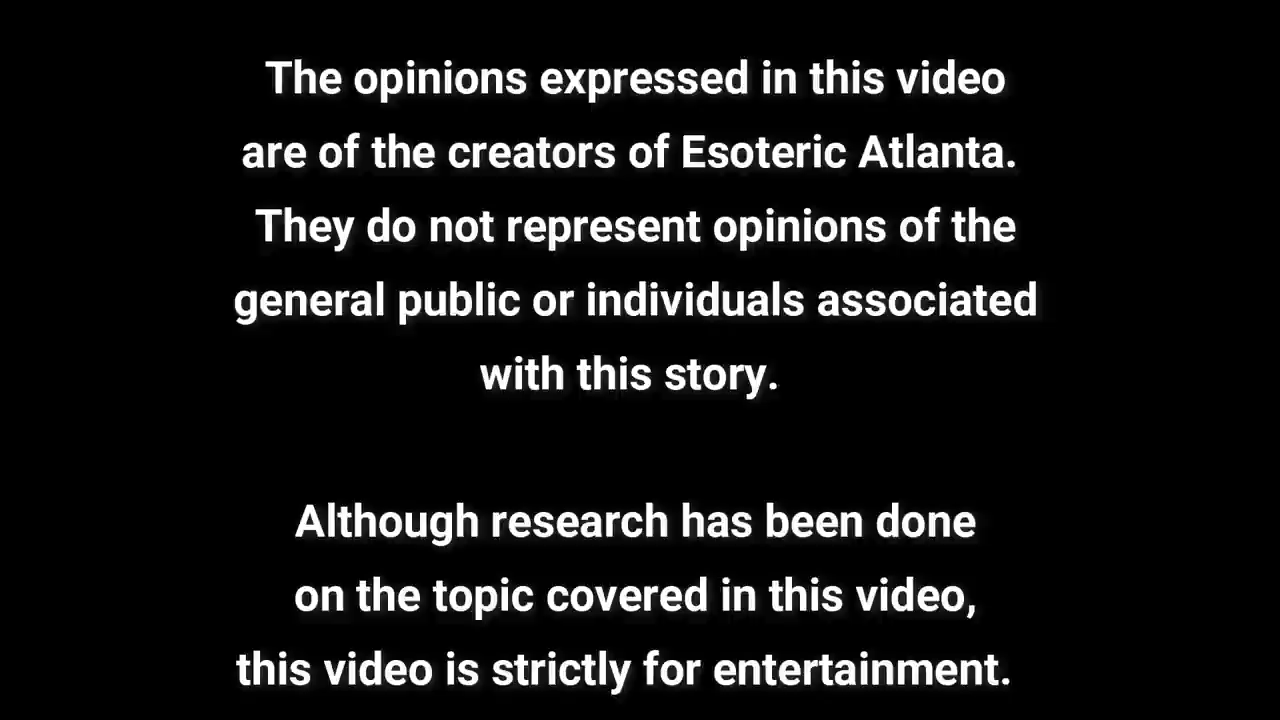 The opinions expressed in this video
are of the creators of Esoteric Atlanta.
They do not represent opinions of the
general public or individuals associated
with this story.
Although research has been done
on the topic covered in this video,
this video is strictly for entertainment.